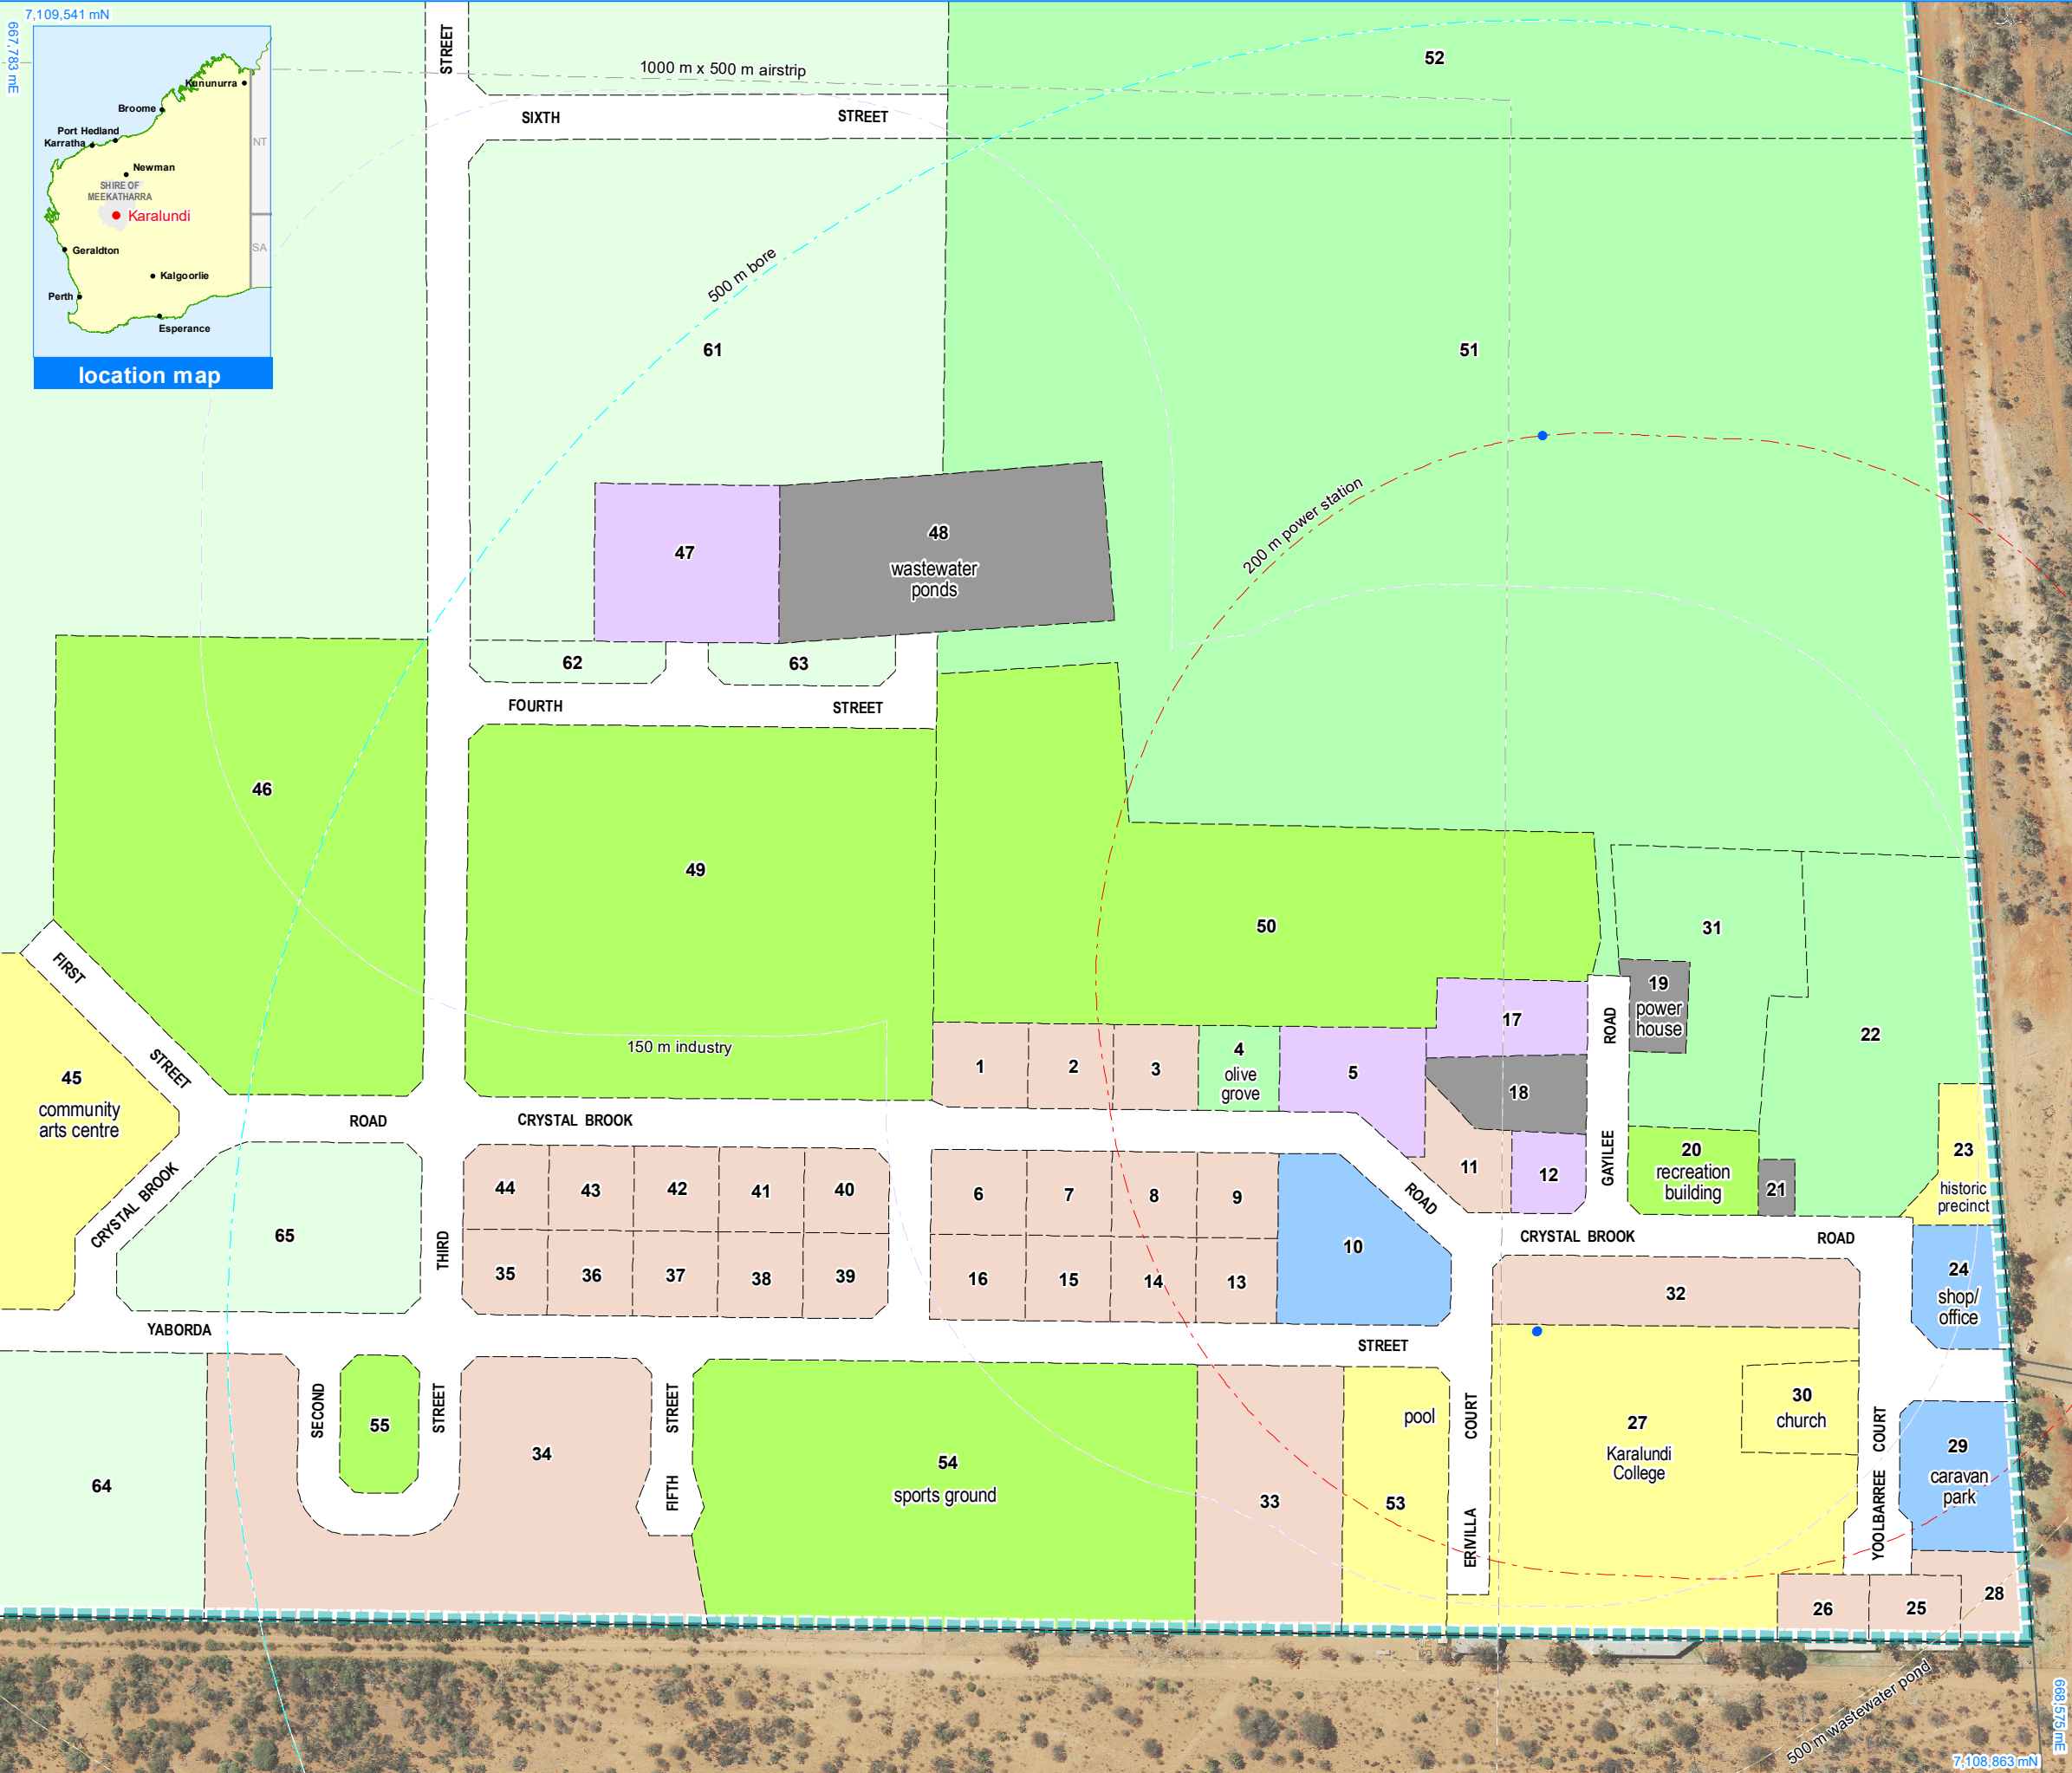 7,109,541 mN
667,783 mE
Kununurra
Broome
Port Hedland
Karratha
Newman
NT
SHIRE OF
MEEKATHARRA
Karalundi
SA
Geraldton
Kalgoorlie
Perth
Esperance
location map
STREET
1000 m x 500 m airstrip
52
SIXTH STREET
500 m bore
61
51
47
48
wastewater
ponds
200 m power station
62
63
FOURTH STREET
46
49
50
31
FIRST
STREET
19
power
house
17
ROAD
22
150 m industry
1
2
3
4
olive
grove
5
18
45
community
arts centre
ROAD
CRYSTAL BROOK
GAYILEE
11
12
20
recreation
building
21
23
historic
precinct
CRYSTAL BROOK
65
THIRD
44
43
42
41
40
6
7
8
9
ROAD
10
CRYSTAL BROOK
ROAD
35
36
37
38
39
16
15
14
13
32
24
shop/
office
YABORDA
STREET
SECOND
55
STREET
34
STREET
FIFTH
54
sports ground
33
pool
53
COURT
ERIVILLA
27
Karalundi
College
30
church
COURT
YOOLBARREE
29
caravan
park
64
26
25
28
500 m wastewater pond
668,575 mE
7,108,863 mN